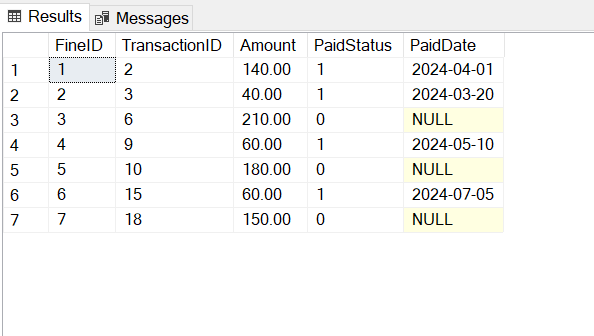 Results Messages
FineID TransactionID Amount PaidStatus PaidDate
1 1 2 140.00 1 2024-04-01
2 2 3 40.00 1 2024-03-20
3 3 6 210.00 0 NULL
4 4 9 60.00 1 2024-05-10
5 5 10 180.00 0 NULL
6 6 15 60.00 1 2024-07-05
7 7 18 150.00 0 NULL